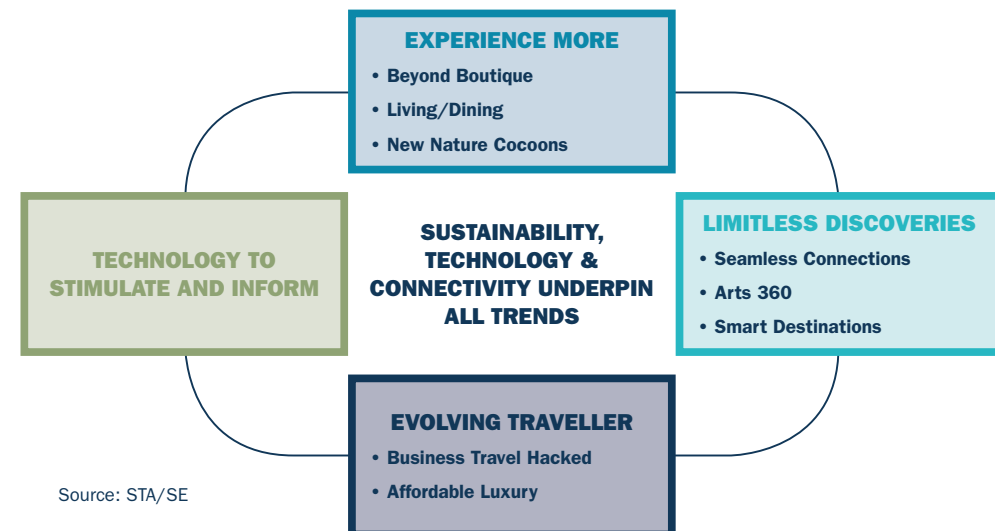 EXPERIENCE MORE
• Beyond Boutique
• Living/Dining
• New Nature Cocoons
TECHNOLOGY TO
STIMULATE AND INFORM
SUSTAINABILITY,
TECHNOLOGY &
CONNECTIVITY UNDERPIN
ALL TRENDS
LIMITLESS DISCOVERIES
• Seamless Connections
• Arts 360
• Smart Destinations
EVOLVING TRAVELLER
• Business Travel Hacked
• Affordable Luxury
Source: STA/SE